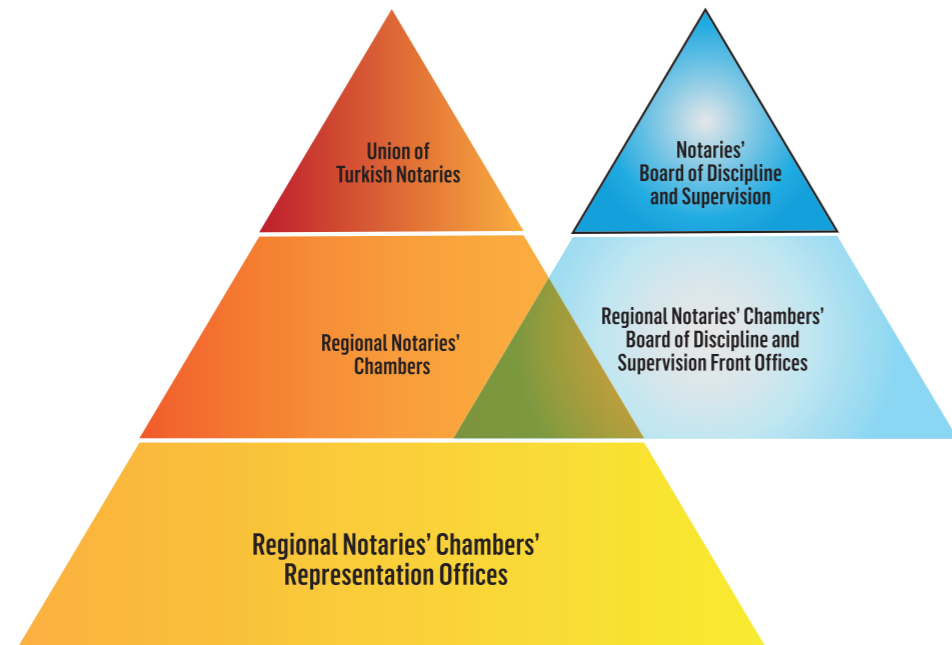 Union of
Turkish Notaries
Notaries'
Board of Discipline
and Supervision
Regional Notaries'
Chambers
Regional Notaries' Chambers'
Board of Discipline and
Supervision Front Offices
Regional Notaries' Chambers'
Representation Offices